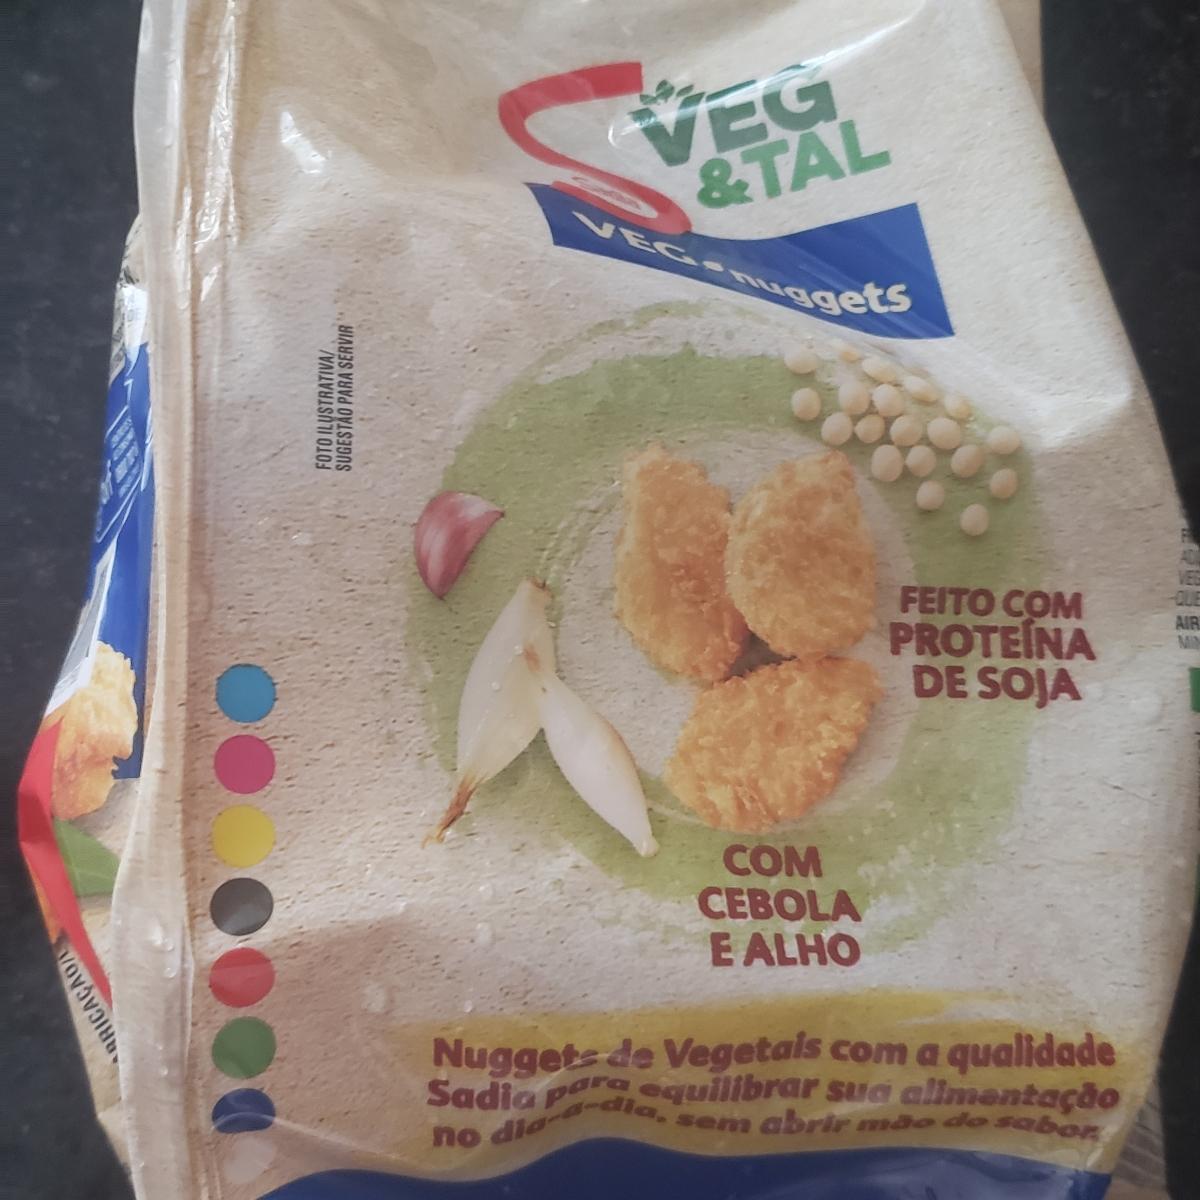 VEG
&TAL
VEG • nuggets
FOTO ILUSTRATIVA/
SUGESTÃO PARA SERVIR
FEITO COM
PROTEÍNA
DE SOJA
COM
CEBOLA
E ALHO
Nuggets de Vegetais com a qualidade
Sadia para equilibrar sua alimentação
no dia-a-dia, sem abrir mão do sabor.